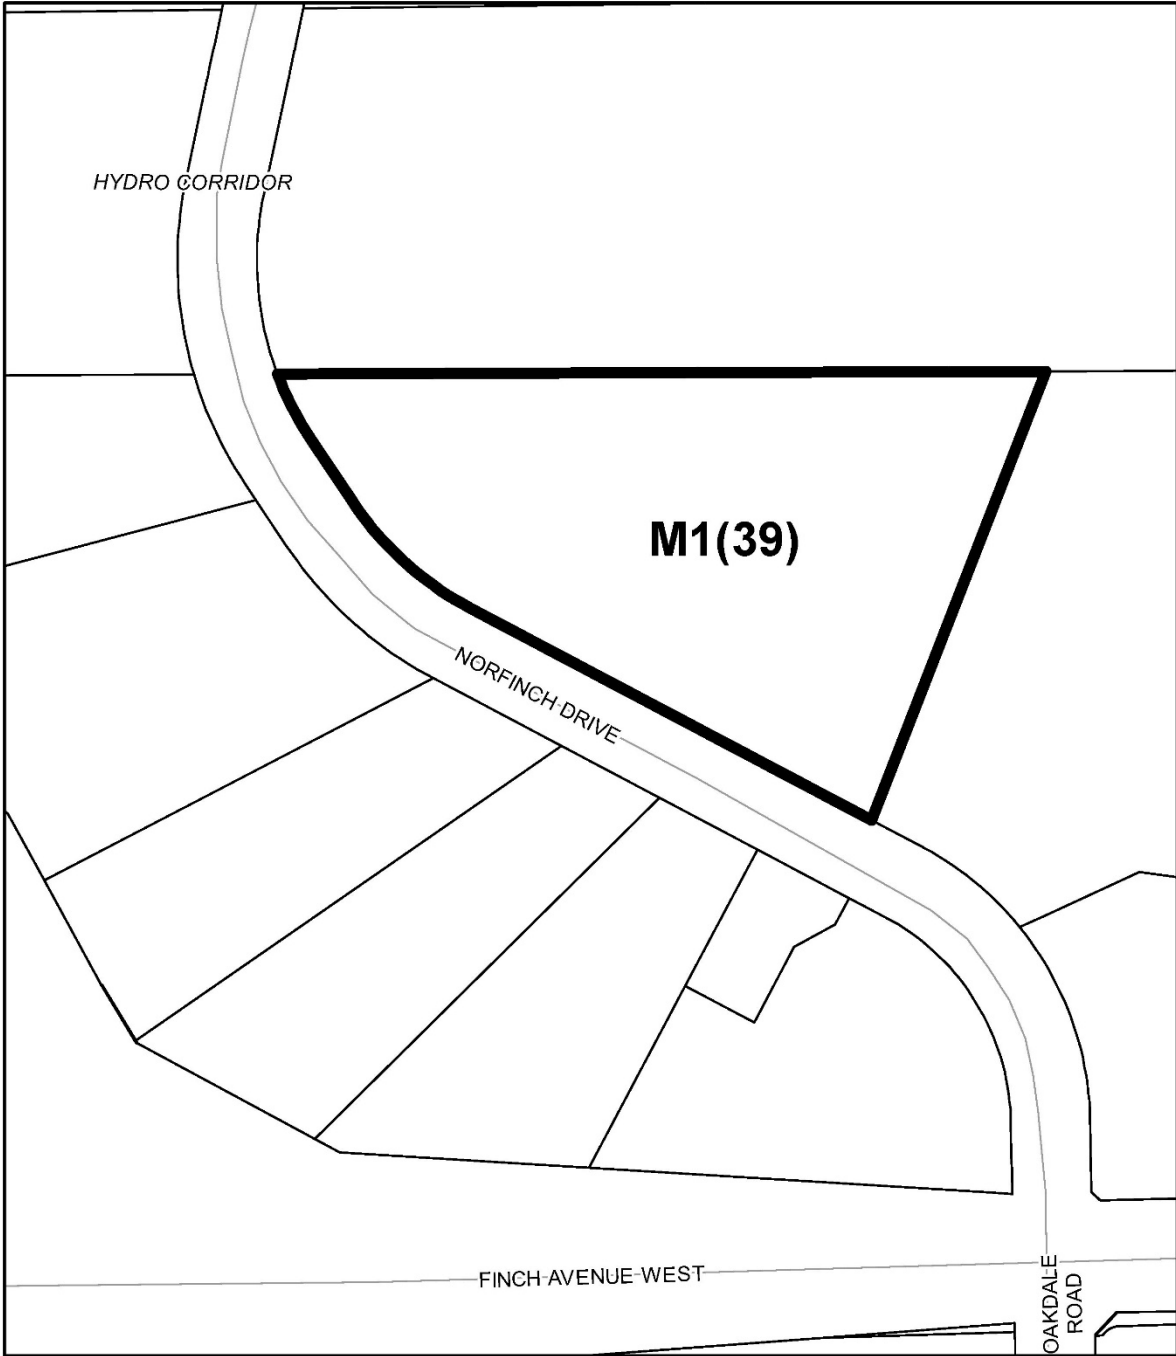 HYDRO CORRIDOR
M1(39)
NORFINCH DRIVE
FINCH AVENUE WEST
OAKDALE
ROAD